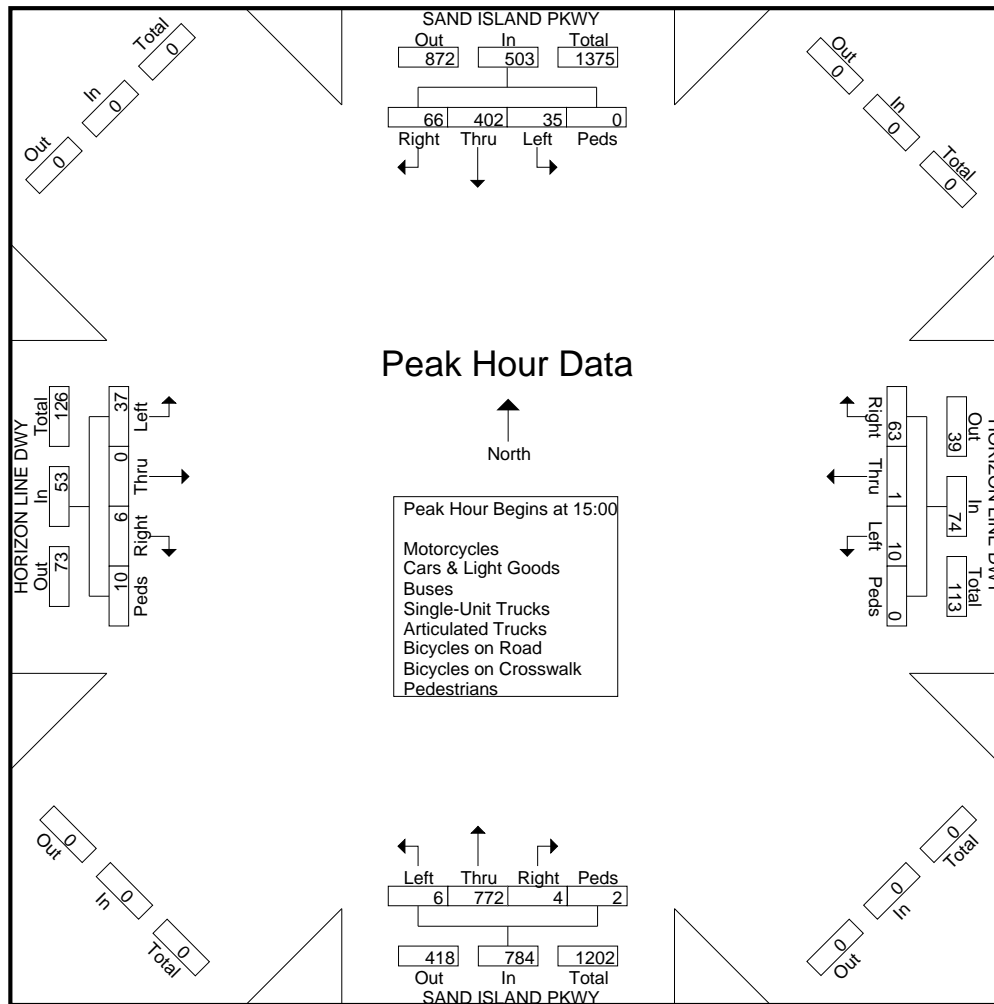 SAND ISLAND PKWY
Out In Total
872 503 1375
66 402 35 0
Right Thru Left Peds
Total
0
In
0
Out
0
Out
0
In
0
Total
0
Peak Hour Data
North
Peak Hour Begins at 15:00
Motorcycles
Cars & Light Goods
Buses
Single-Unit Trucks
Articulated Trucks
Bicycles on Road
Bicycles on Crosswalk
Pedestrians
HORIZON LINE DWY
Out In Total
73 53 126
10 6 0 37
Peds Right Thru Left
Right Thru Left Peds
63 1 10 0
Out In Total
39 74 113
HORIZON LINE DWY
Out
0
In
0
Total
0
Total
0
In
0
Out
0
Left Thru Right Peds
6 772 4 2
418 784 1202
Out In Total
SAND ISLAND PKWY